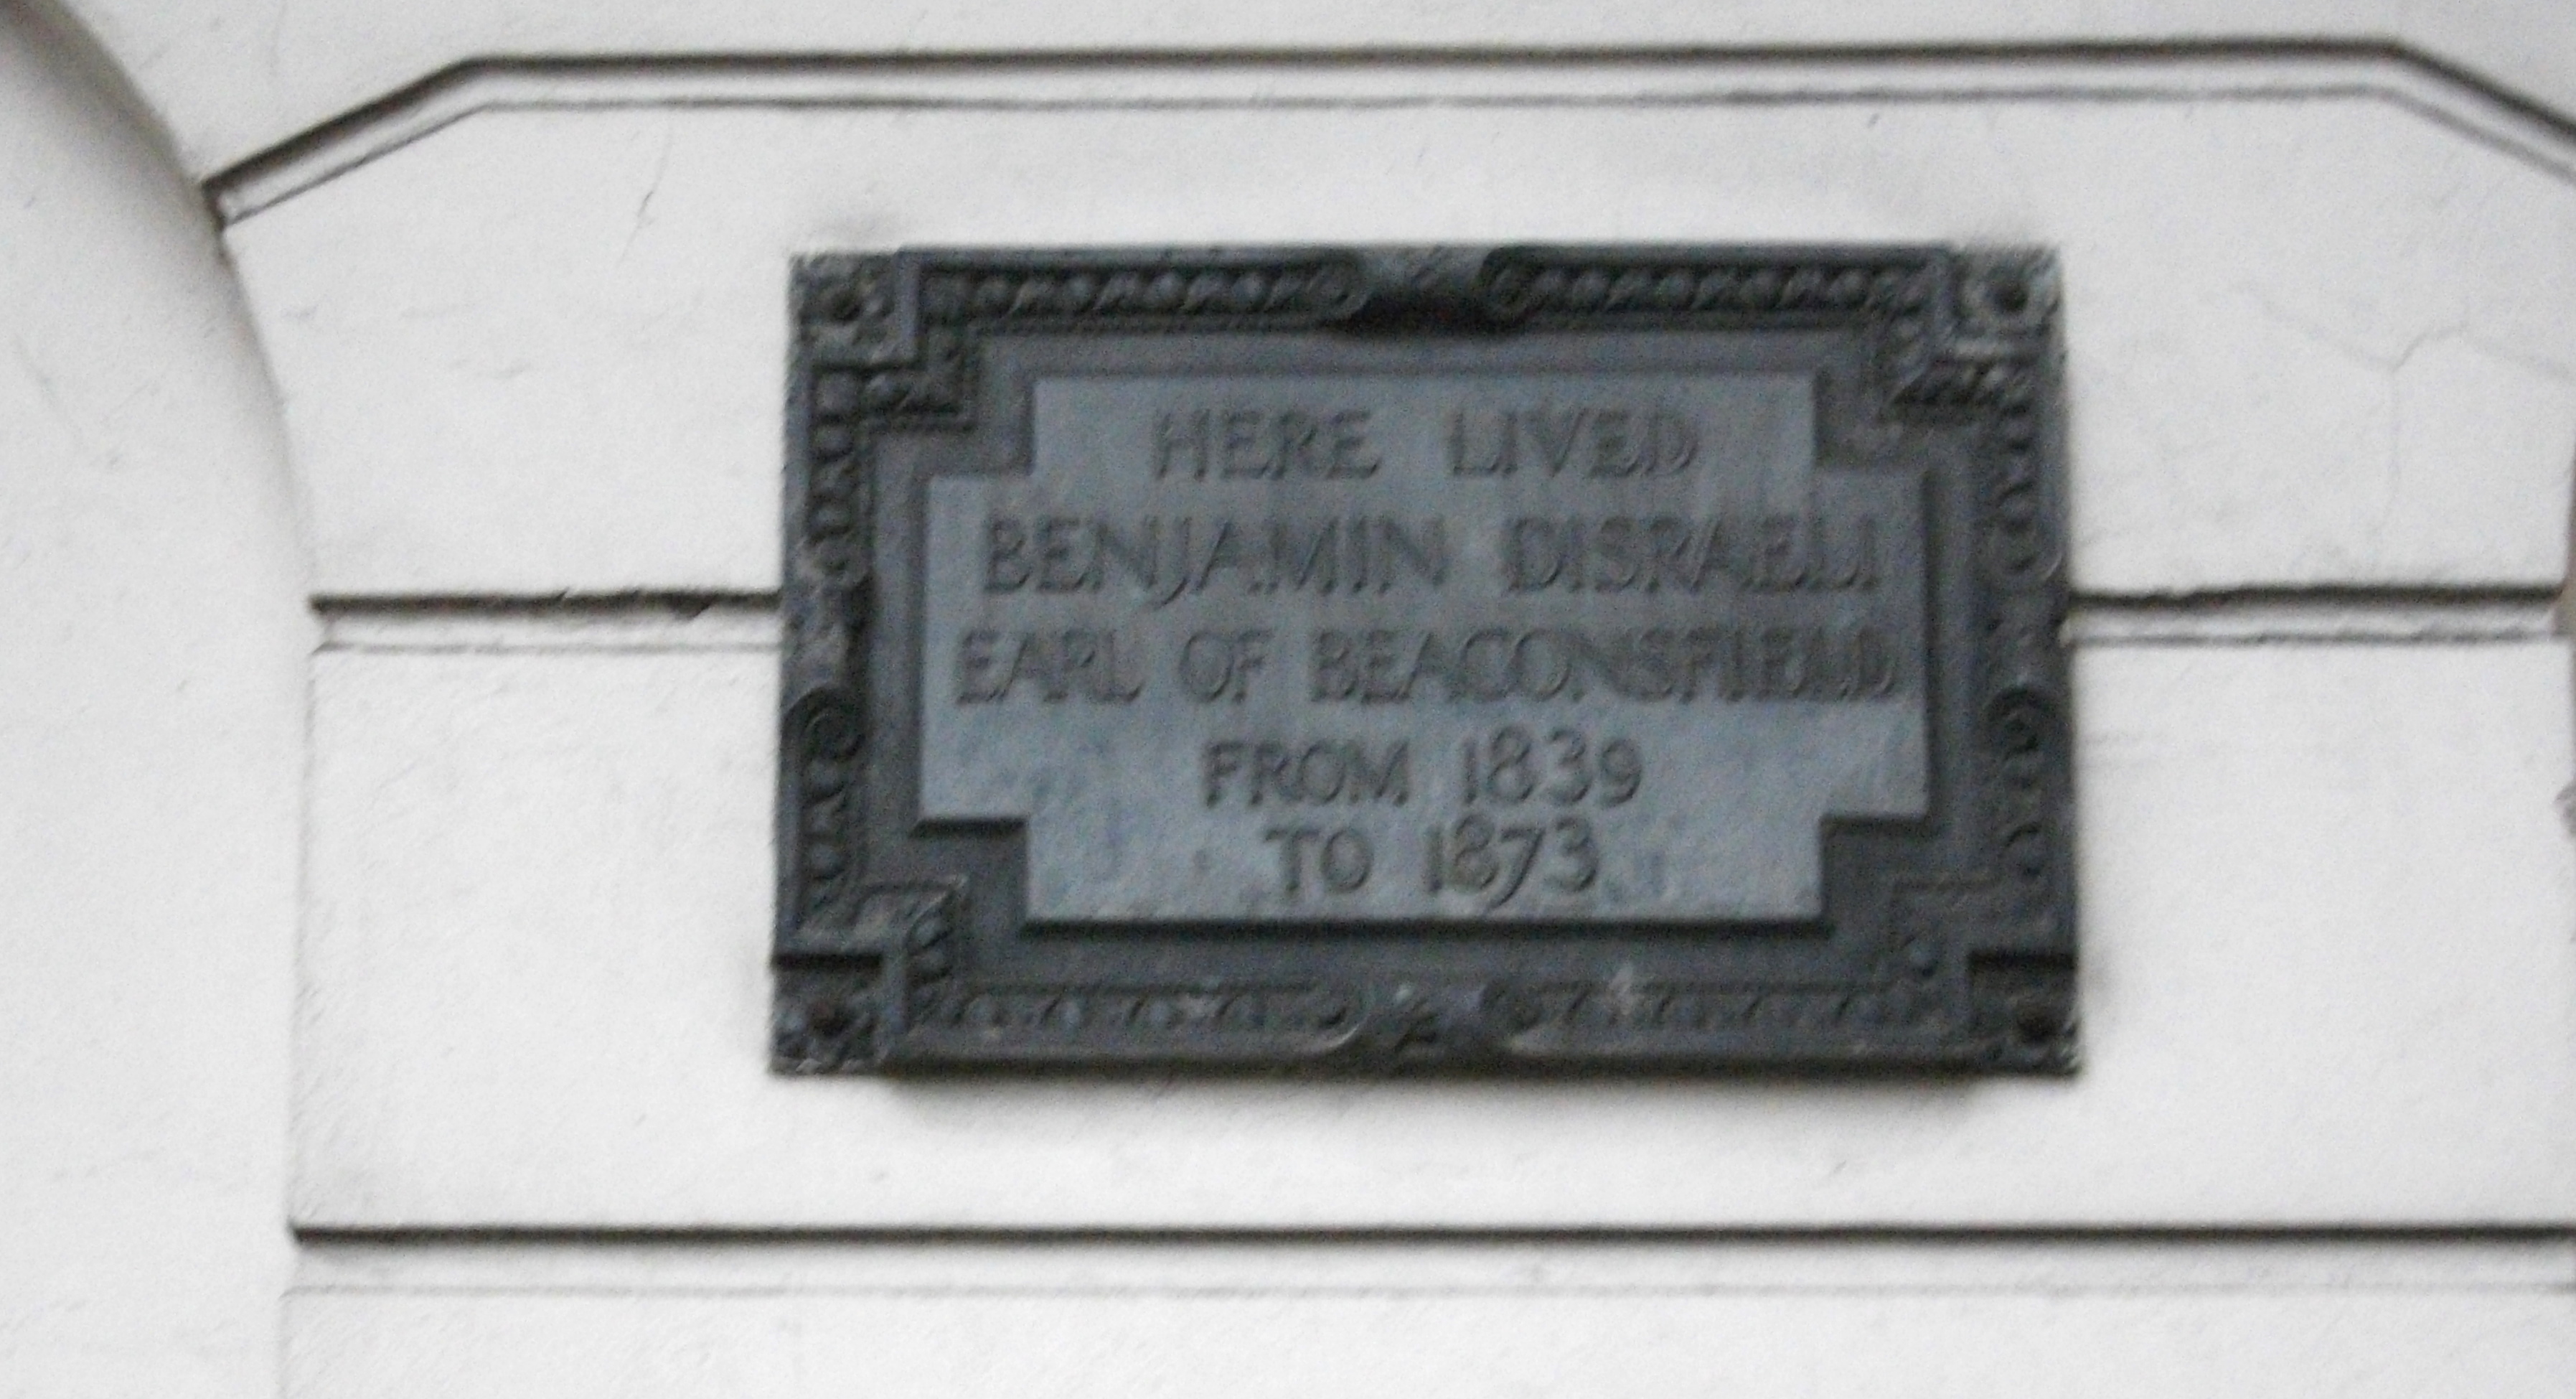 HERE LIVED
BENJAMIN DISRAELI
EARL OF BEACONSFIELD
FROM 1839
TO 1873